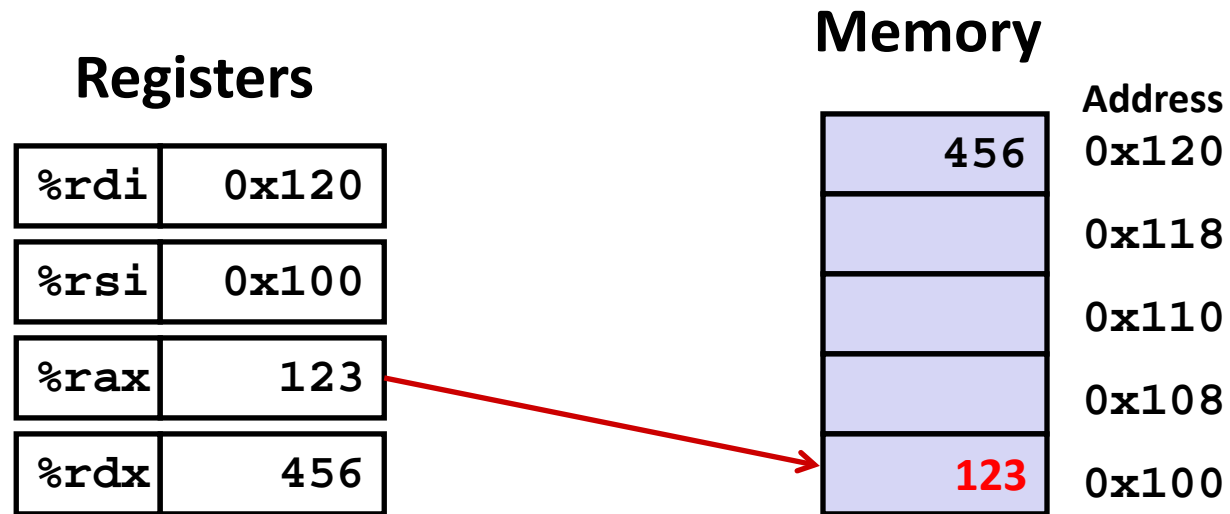 Registers
%rdi 0x120
%rsi 0x100
%rax 123
%rdx 456
Memory
Address
456 0x120
0x118
0x110
0x108
123 0x100